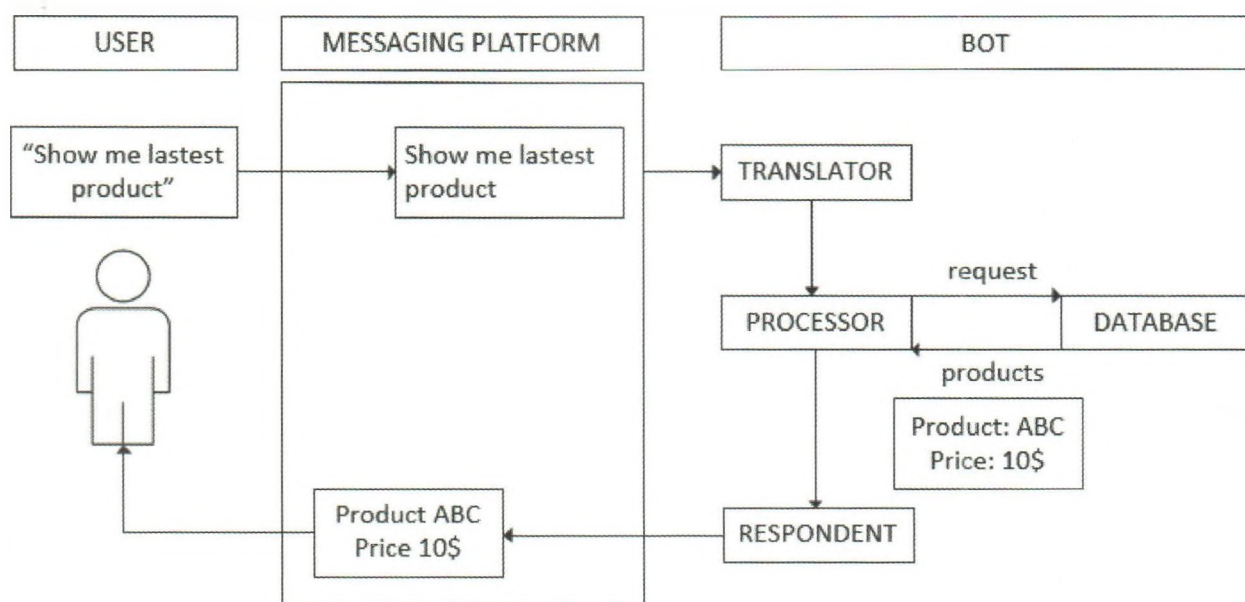 USER
MESSAGING PLATFORM
BOT
“Show me lastest
product”
Show me lastest
product
TRANSLATOR
request
PROCESSOR
DATABASE
products
Product: ABC
Price: 10$
Product ABC
Price 10$
RESPONDENT